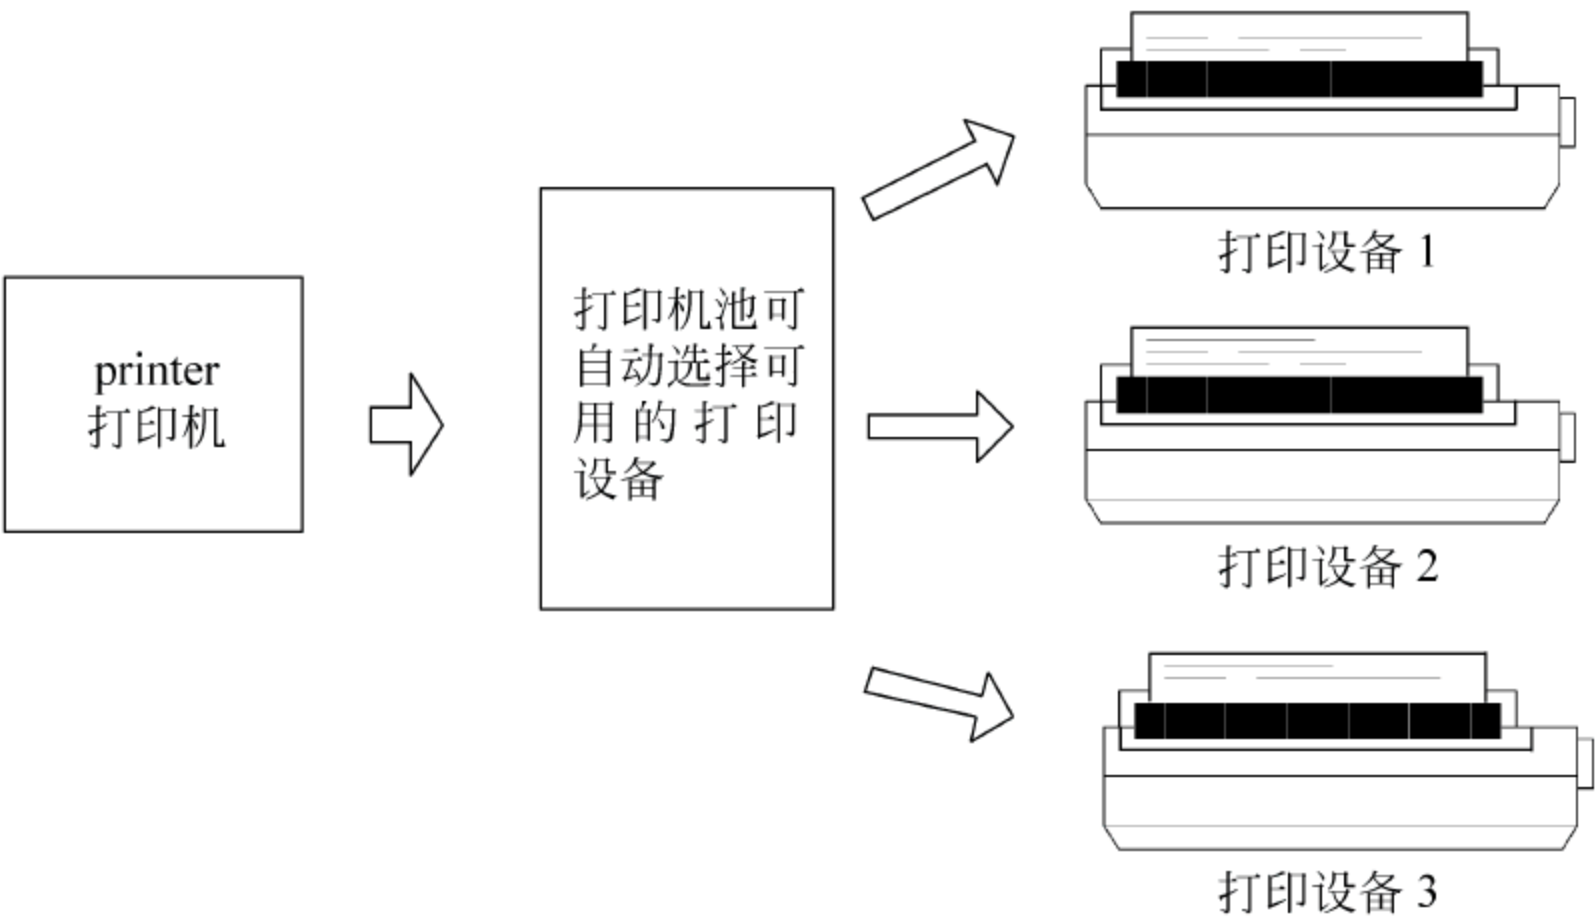 printer
打印机
打印机池可
自动选择可
用的打印
设备
打印设备 1
打印设备 2
打印设备 3